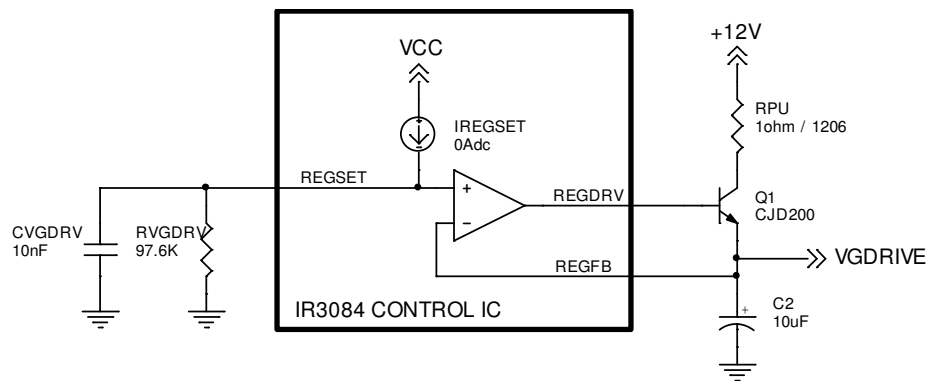 VCC
+12V
RPU
1ohm / 1206
IREGSET
0Adc
+
-
REGSET
+
-
REGDRV
Q1
CJD200
CVGDRV
10nF
RVGDRV
97.6K
REGFB
VGDRIVE
IR3084 CONTROL IC
+
C2
10uF